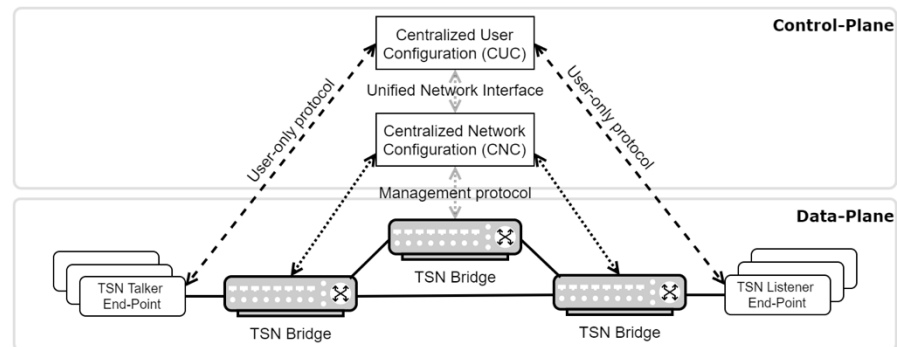 Control-Plane
Centralized User
Configuration (CUC)
User-only protocol
Unified Network Interface
User-only protocol
Centralized Network
Configuration (CNC)
Management protocol
Data-Plane
TSN Talker
End-Point
TSN Bridge
TSN Bridge
TSN Bridge
TSN Listener
End-Point